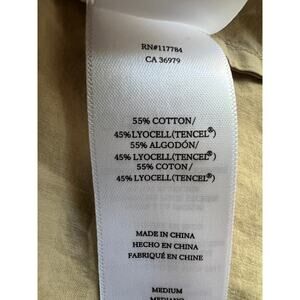 RN#117784
CA 36979
55% COTTON/
45% LYOCELL(TENCEL®)
55% ALGODÓN/
45% LYOCELL(TENCEL®)
55% COTON/
45% LYOCELL(TENCEL®)
MADE IN CHINA
HECHO EN CHINA
FABRIQUÉ EN CHINE
MEDIUM
MEDIANO